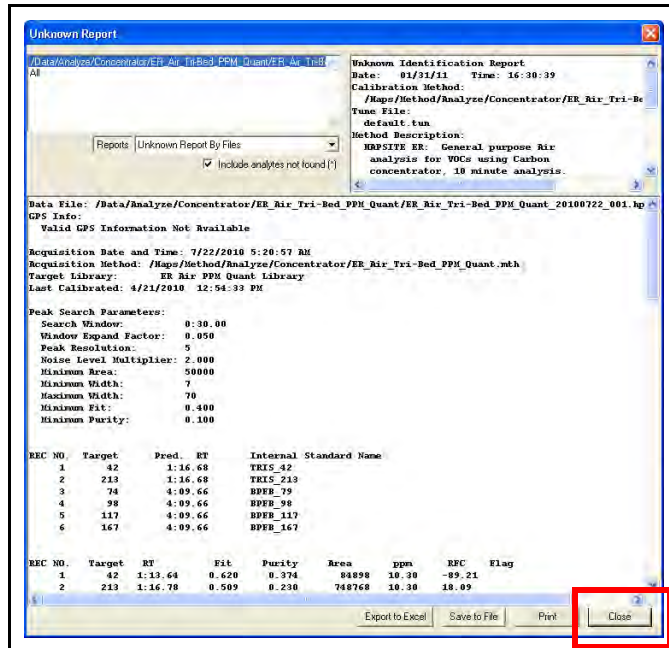 Unknown Report
/Data/Analyze/Concentrator/ER_Air_Tri-Bed_PPM_Quant/ER_Air_Tri-B
All
Reports Unknown Report By Files
Include analytes not found (*)
Unknown Identification Report
Date: 01/31/11 Time: 16:30:39
Calibration Method:
/Haps/Method/Analyze/Concentrator/ER_Air_Tri-Be
Tune File:
default.tun
Method Description:
HAPSITE ER: General purpose Air
analysis for VOCs using Carbon
concentrator, 10 minute analysis.
Data File: /Data/Analyze/Concentrator/ER_Air_Tri-Bed_PPM_Quant/ER_Air_Tri-Bed_PPM_Quant_20100722_001.hp
GPS Info:
Valid GPS Information Not Available
Acquisition Date and Time: 7/22/2010 5:20:57 AM
Acquisition Method: /Haps/Method/Analyze/Concentrator/ER_Air_Tri-Bed_PPM_Quant.mth
Target Library: ER Air PPM Quant Library
Last Calibrated: 4/21/2010 12:54:33 PM
Peak Search Parameters:
Search Window: 0:30.00
Window Expand Factor: 0.050
Peak Resolution: 5
Noise Level Multiplier: 2.000
Minimum Area: 50000
Minimum Width: 7
Maximum Width: 70
Minimum Fit: 0.400
Minimum Purity: 0.100
REC NO. Target Pred. RT Internal Standard Name
1 42 1:16.68 TRIS_42
2 213 1:16.68 TRIS_213
3 74 4:09.66 BPFB_79
4 98 4:09.66 BPFB_98
5 117 4:09.66 BPFB_117
6 167 4:09.66 BPFB_167
REC NO. Target RT Fit Purity Area ppm RFC Flag
1 42 1:13.64 0.620 0.374 84898 10.30 -89.21
2 213 1:16.78 0.509 0.230 748768 10.30 18.09
Export to Excel Save to File Print Close